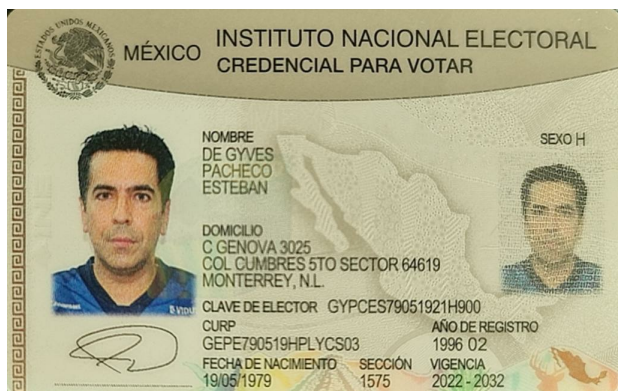 ESTADOS UNIDOS MEXICANOS
MÉXICO INSTITUTO NACIONAL ELECTORAL
CREDENCIAL PARA VOTAR
NOMBRE
SEXO H
DE GYVES
PACHECO
ESTEBAN
DOMICILIO
C GENOVA 3025
COL CUMBRES 5TO SECTOR 64619
MONTERREY, N.L.
CLAVE DE ELECTOR GYPCES79051921H900
CURP AÑO DE REGISTRO
GEPE790519HPLYCS03 1996 02
FECHA DE NACIMIENTO SECCIÓN VIGENCIA
19/05/1979 1575 2022 - 2032